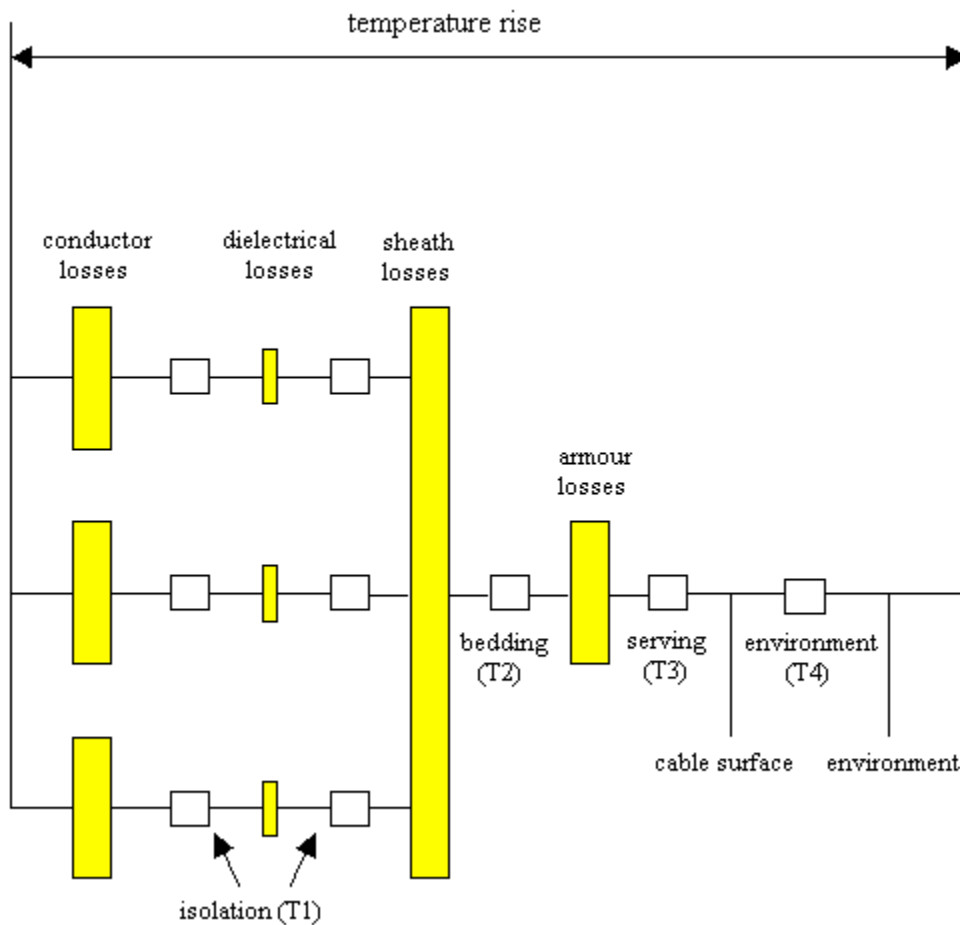 temperature rise
conductor
losses
dielectrical
losses
sheath
losses
armour
losses
bedding
(T2)
serving
(T3)
environment
(T4)
cable surface
environment
isolation (T1)